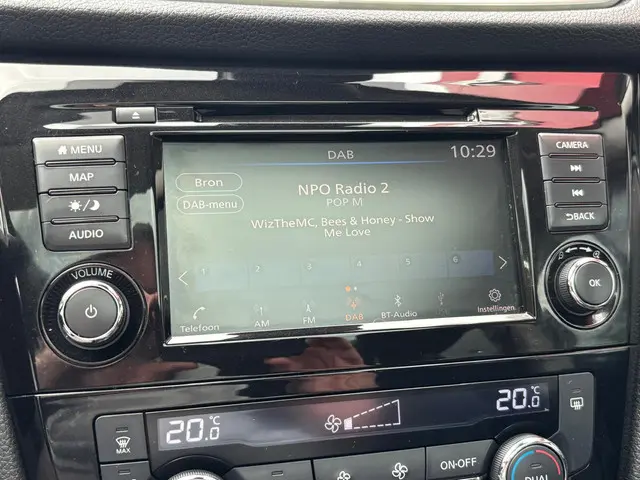 MENU
MAP
AUDIO
VOLUME
DAB
10:29
Bron
DAB-menu
NPO Radio 2
POP M
WizTheMC, Bees & Honey - Show
Me Love
1 2 3 4 5 6
Telefoon
AM
FM
DAB
BT-Audio
Instellingen
CAMERA
BACK
OK
20.0 °C
20.0 °C
MAX
ON·OFF
DUAL